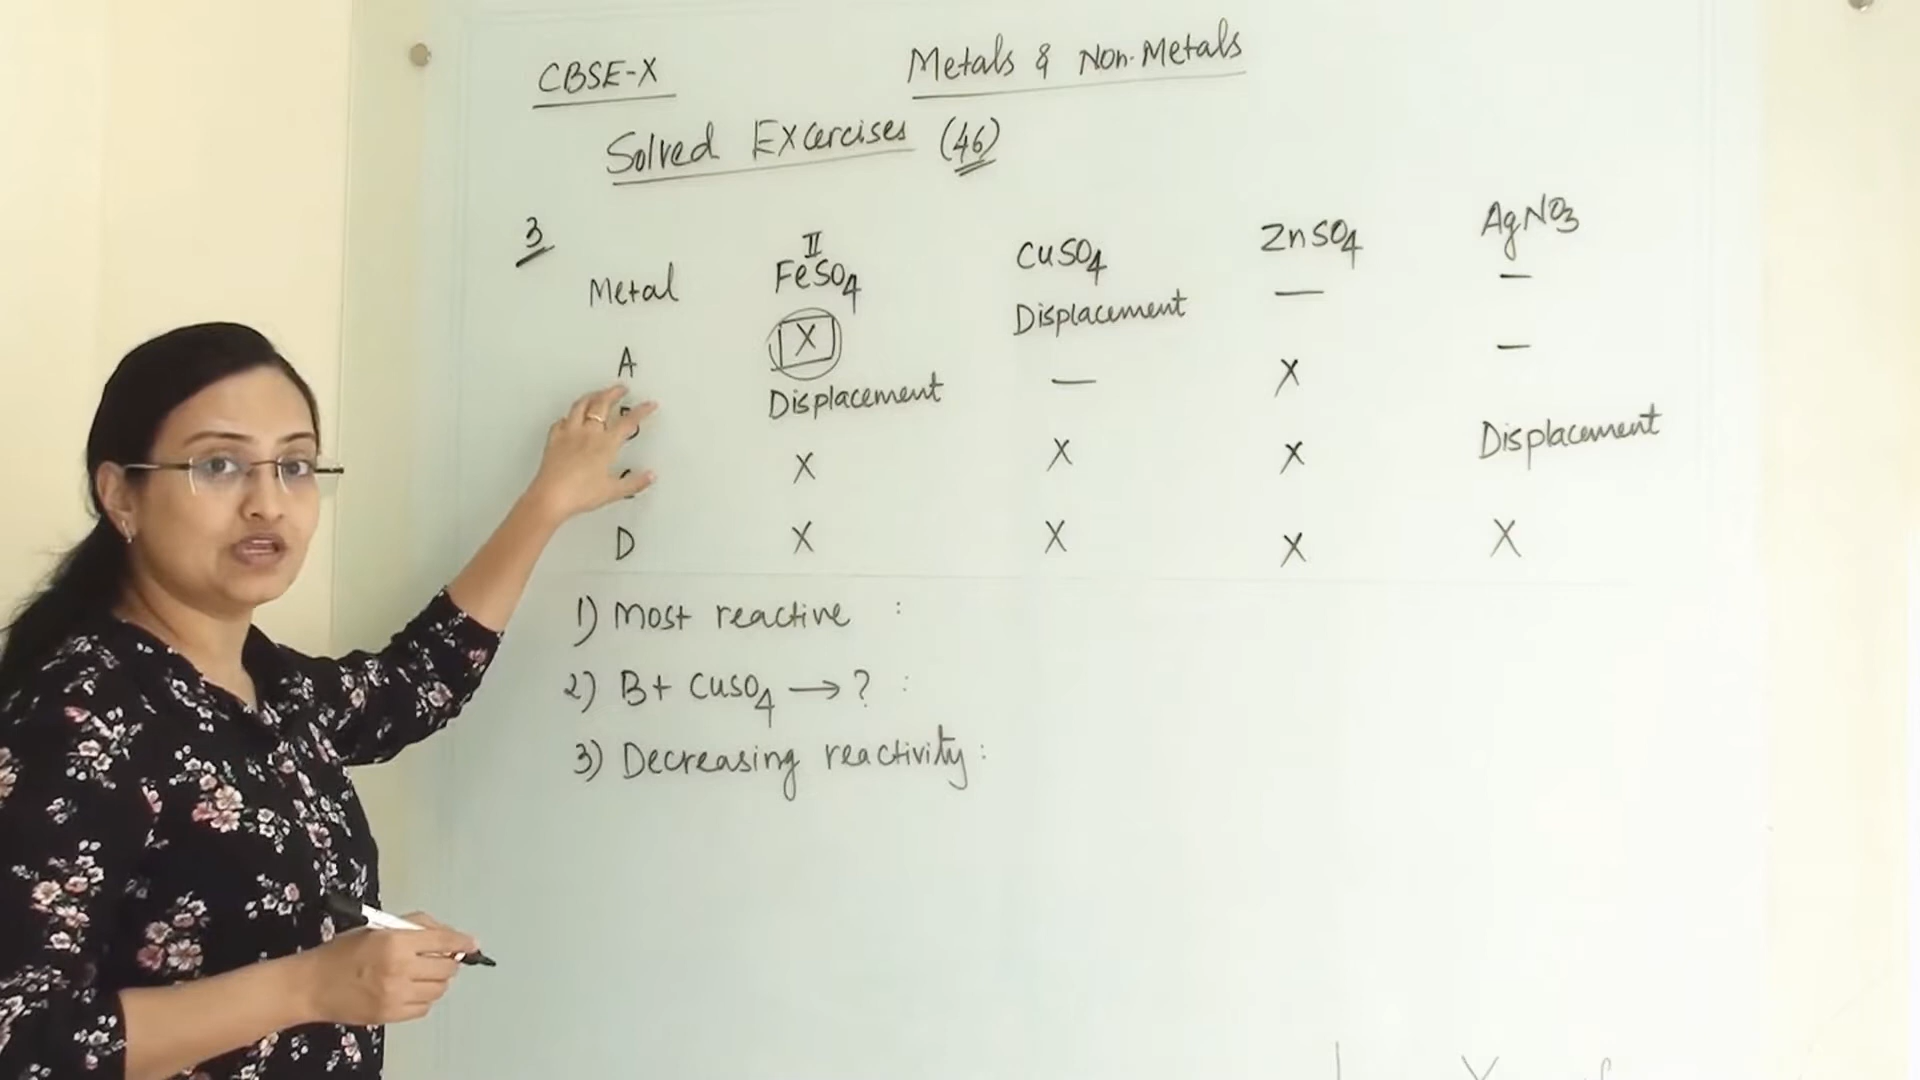 CBSE-X Metals & Non-Metals
Solved Excercises (46)
3
Metal II FeSO4 CuSO4 ZnSO4 AgNO3
A X Displacement — —
Displacement — X —
X X X Displacement
D X X X X
1) Most reactive :
2) B+ CuSO4 → ? :
3) Decreasing reactivity: